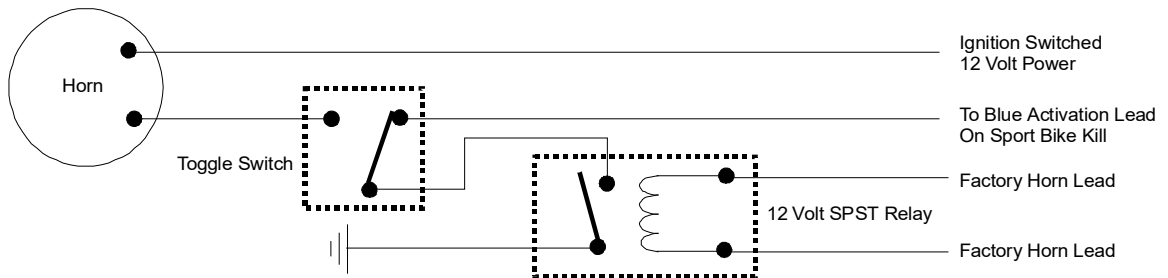 Ignition Switched
12 Volt Power
Horn
To Blue Activation Lead
On Sport Bike Kill
Toggle Switch
Factory Horn Lead
12 Volt SPST Relay
Factory Horn Lead